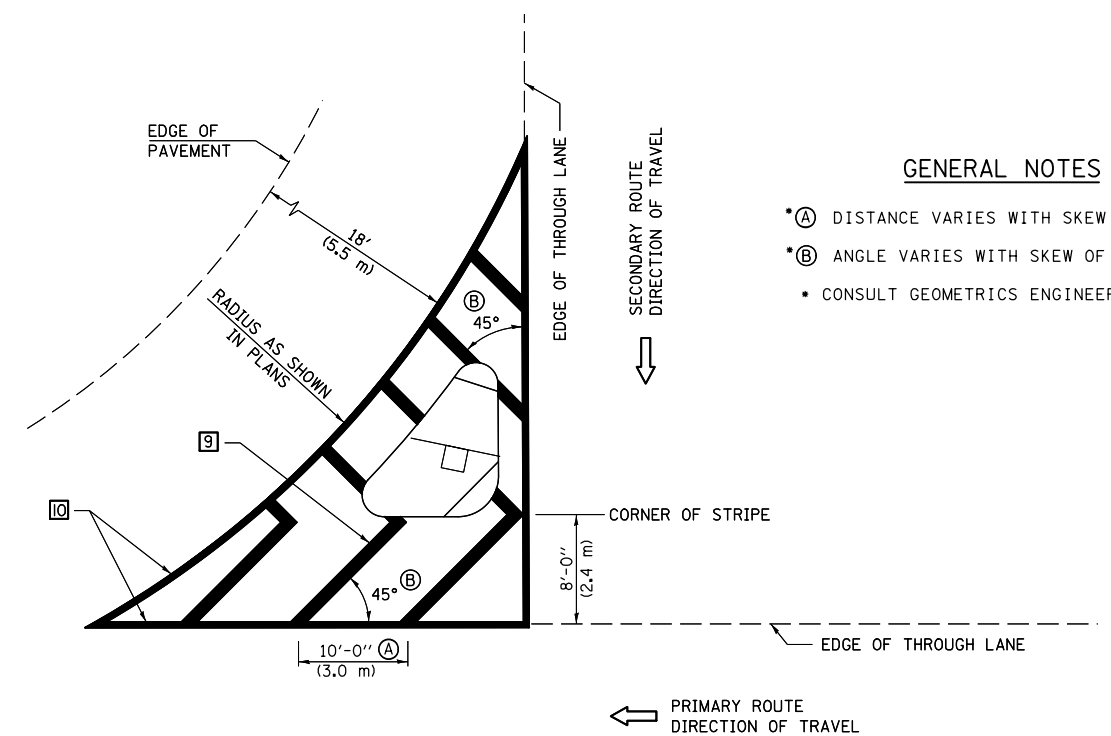 EDGE OF
PAVEMENT
18'
(5.5 m)
RADIUS AS SHOWN
IN PLANS
EDGE OF THROUGH LANE
SECONDARY ROUTE
DIRECTION OF TRAVEL
GENERAL NOTES
*Ⓐ DISTANCE VARIES WITH SKEW
*Ⓑ ANGLE VARIES WITH SKEW OF
* CONSULT GEOMETRICS ENGINEER
Ⓑ
45°
9
10
CORNER OF STRIPE
8'-0"
(2.4 m)
45° Ⓑ
10'-0" Ⓐ
(3.0 m)
EDGE OF THROUGH LANE
PRIMARY ROUTE
DIRECTION OF TRAVEL